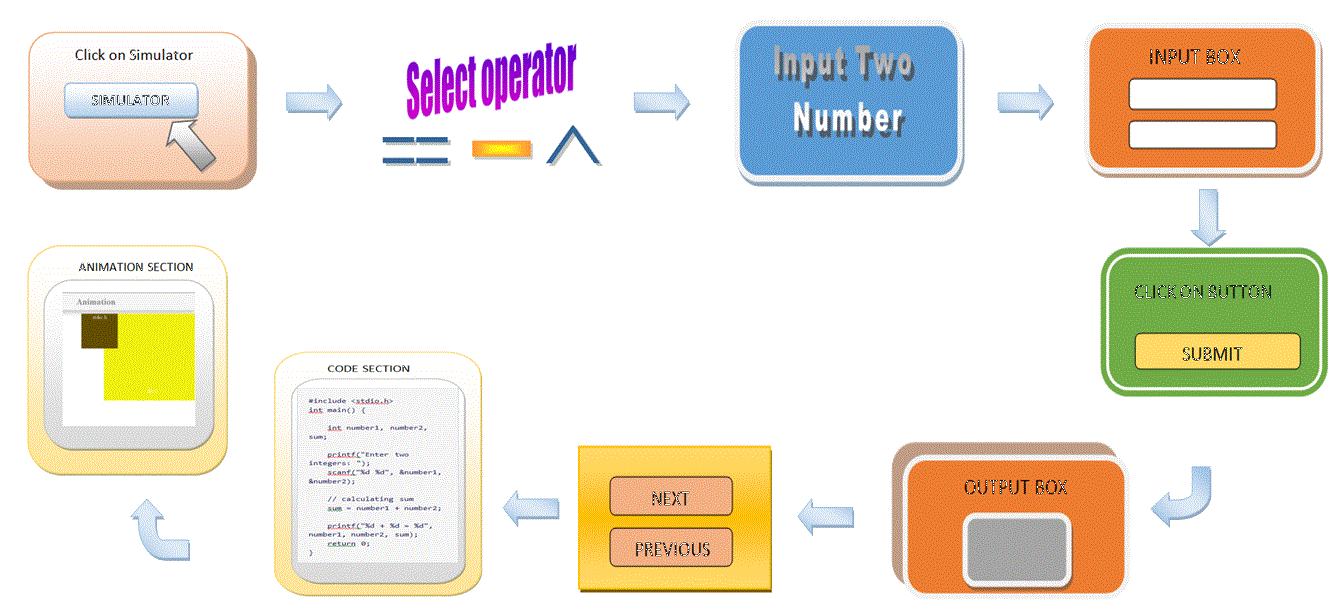 Click on Simulator
SIMULATOR
Select operator
Input Two
Number
INPUT BOX
CLICK ON BUTTON
SUBMIT
OUTPUT BOX
NEXT
PREVIOUS
CODE SECTION
#include <stdio.h>
int main() {
int number1, number2,
sum;
printf("Enter two
integers: ");
scanf("%d %d", &number1,
&number2);
// calculating sum
sum = number1 + number2;
printf("%d + %d = %d",
number1, number2, sum);
return 0;
}
ANIMATION SECTION
Animation